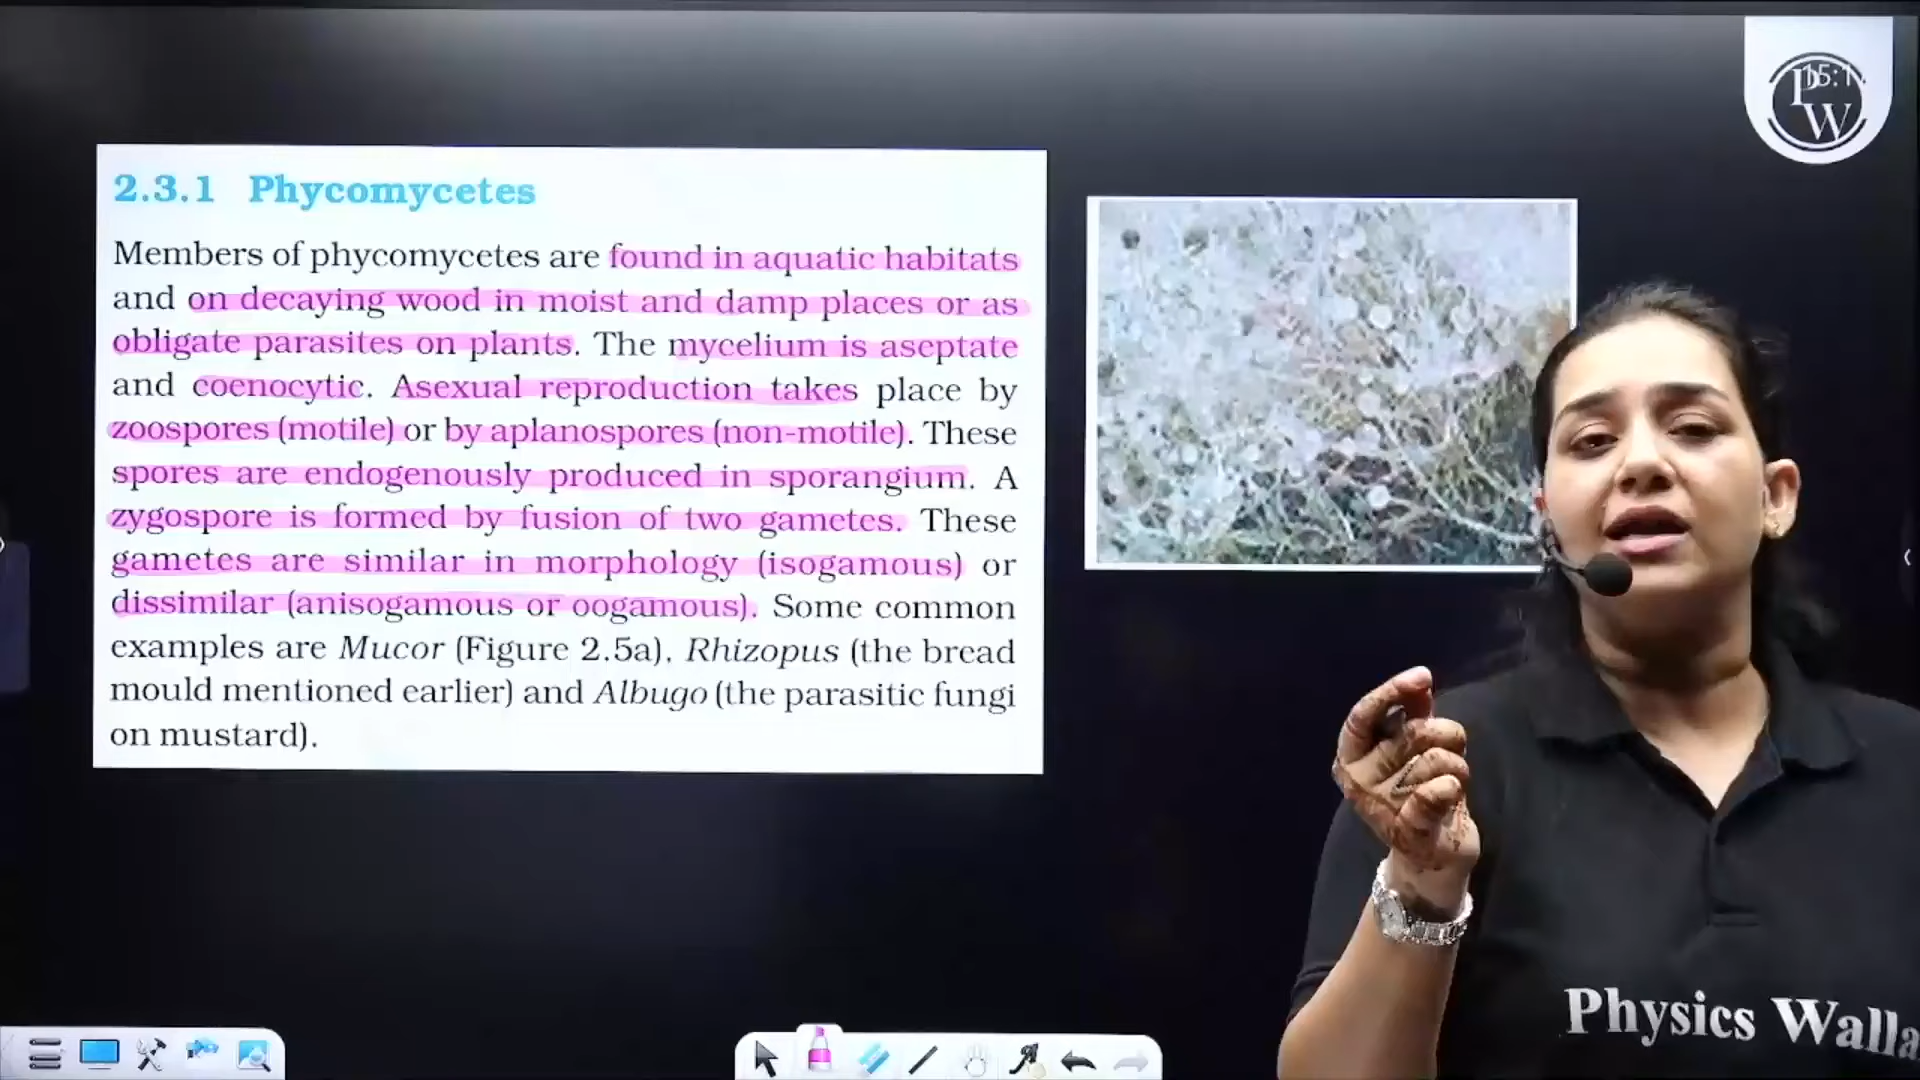 15:1
PW
2.3.1 Phycomycetes
Members of phycomycetes are found in aquatic habitats
and on decaying wood in moist and damp places or as
obligate parasites on plants. The mycelium is aseptate
and coenocytic. Asexual reproduction takes place by
zoospores (motile) or by aplanospores (non-motile). These
spores are endogenously produced in sporangium. A
zygospore is formed by fusion of two gametes. These
gametes are similar in morphology (isogamous) or
dissimilar (anisogamous or oogamous). Some common
examples are Mucor (Figure 2.5a), Rhizopus (the bread
mould mentioned earlier) and Albugo (the parasitic fungi
on mustard).
Physics Walla